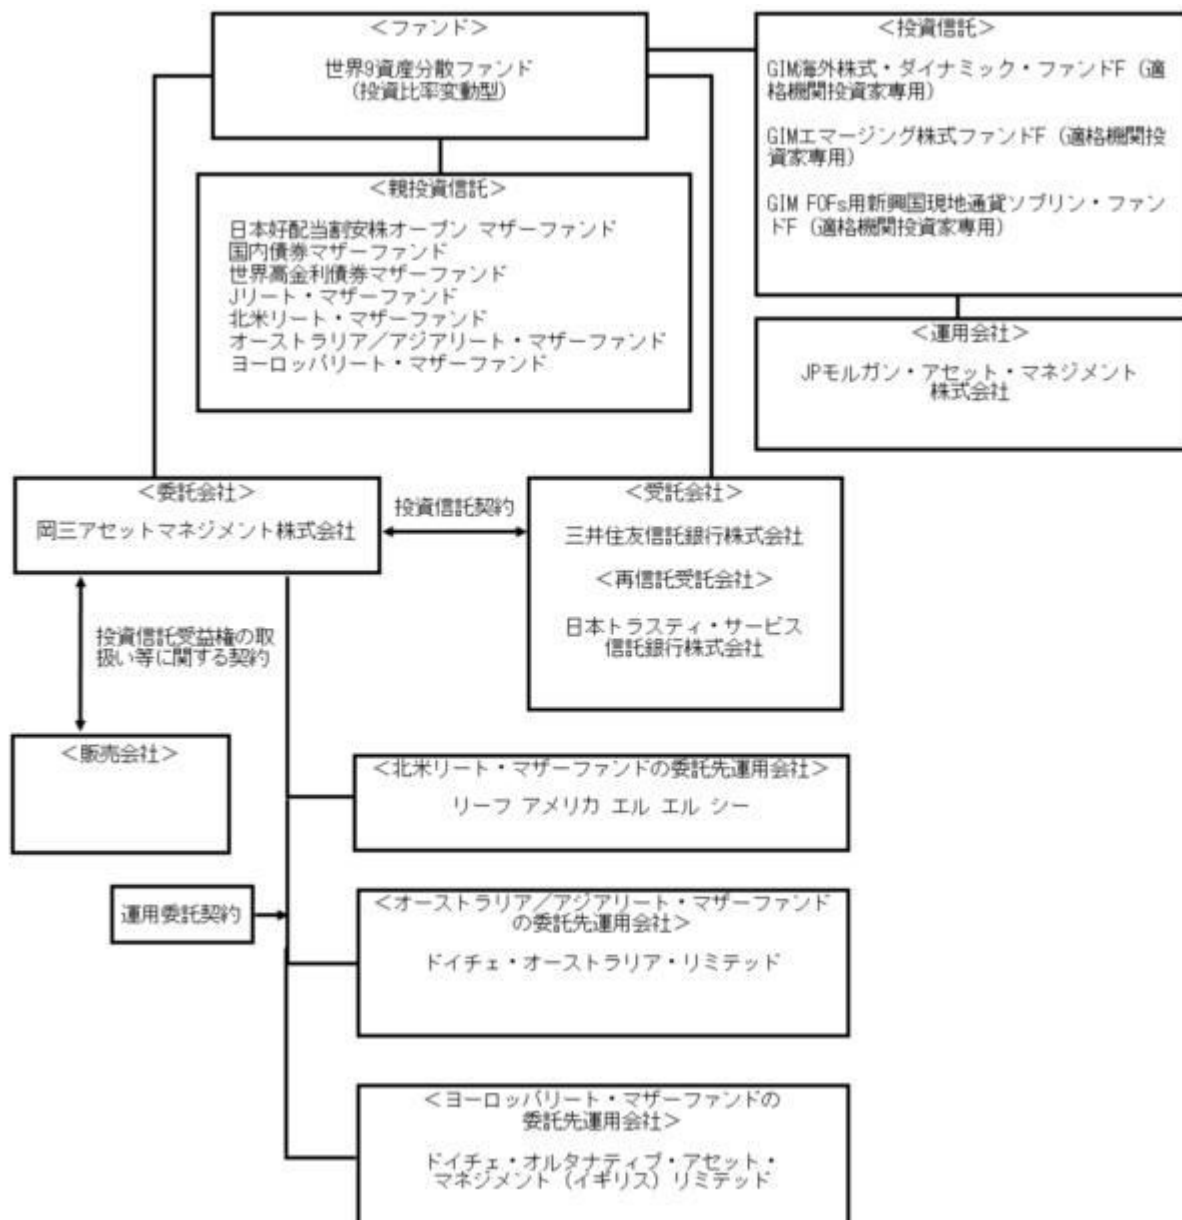 ＜ファンド＞
世界9資産分散ファンド
（投資比率変動型）
＜投資信託＞
GIM海外株式・ダイナミック・ファンドF（適
格機関投資家専用）
GIMエマージング株式ファンドF（適格機関投
資家専用）
GIM FOFs用新興国現地通貨ソブリン・ファン
ドF（適格機関投資家専用）
＜親投資信託＞
日本好配当割安株オープン マザーファンド
国内債券マザーファンド
世界高金利債券マザーファンド
Jリート・マザーファンド
北米リート・マザーファンド
オーストラリア／アジアリート・マザーファンド
ヨーロッパリート・マザーファンド
＜運用会社＞
JPモルガン・アセット・マネジメント
株式会社
＜委託会社＞
岡三アセットマネジメント株式会社
投資信託契約
＜受託会社＞
三井住友信託銀行株式会社
＜再信託受託会社＞
日本トラスティ・サービス
信託銀行株式会社
投資信託受益権の取
扱い等に関する契約
＜販売会社＞
＜北米リート・マザーファンドの委託先運用会社＞
リーフ アメリカ エル エル シー
運用委託契約
＜オーストラリア／アジアリート・マザーファンド
の委託先運用会社＞
ドイチェ・オーストラリア・リミテッド
＜ヨーロッパリート・マザーファンドの
委託先運用会社＞
ドイチェ・オルタナティブ・アセット・
マネジメント（イギリス）リミテッド